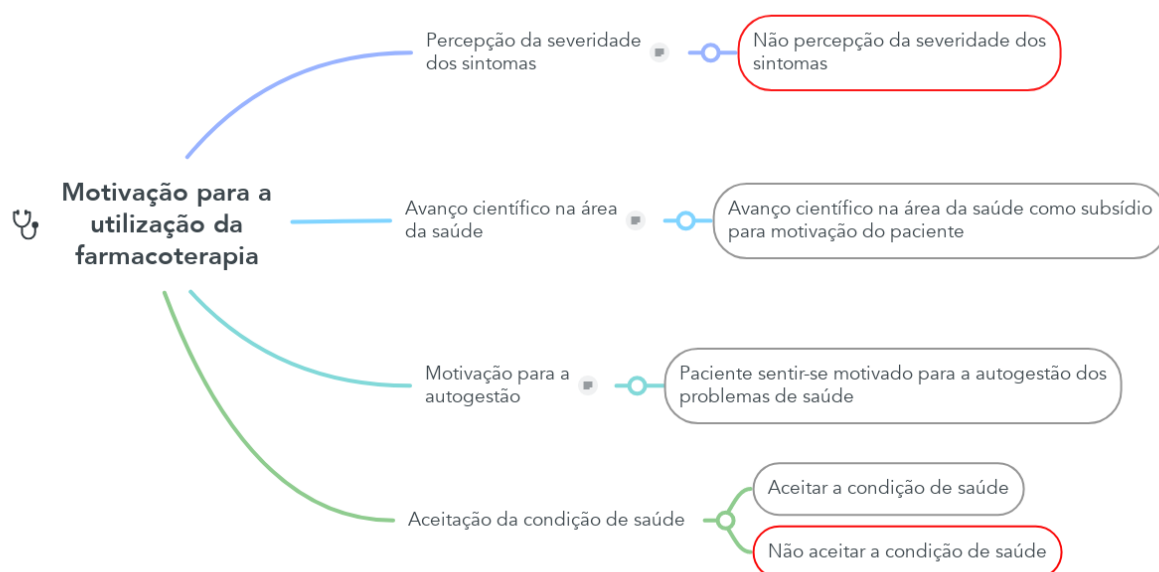 Motivação para a
utilização da
farmacoterapia
Percepção da severidade
dos sintomas
Não percepção da severidade dos
sintomas
Avanço científico na área
da saúde
Avanço científico na área da saúde como subsídio
para motivação do paciente
Motivação para a
autogestão
Paciente sentir-se motivado para a autogestão dos
problemas de saúde
Aceitação da condição de saúde
Aceitar a condição de saúde
Não aceitar a condição de saúde